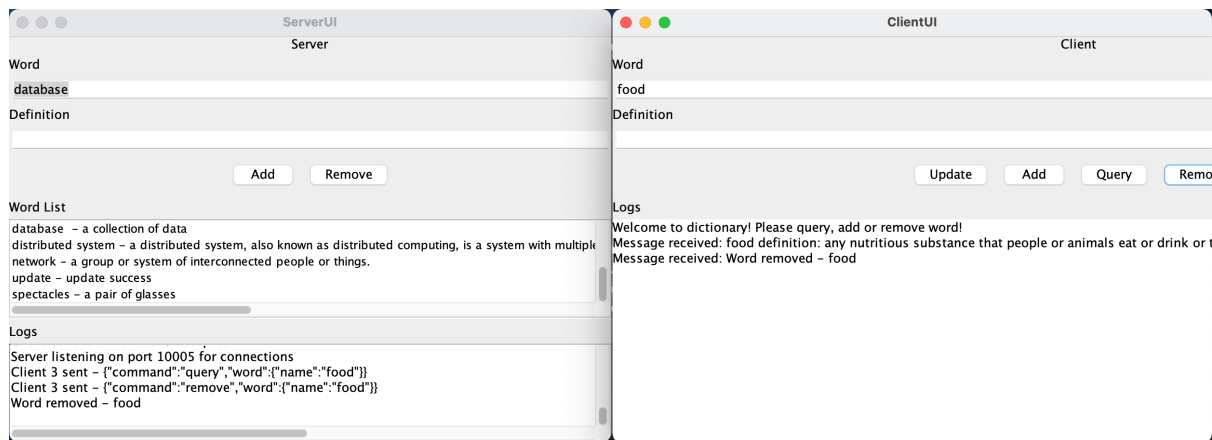 ServerUI
Server
Word
database
Definition
Add Remove
Word List
database – a collection of data
distributed system – a distributed system, also known as distributed computing, is a system with multiple
network – a group or system of interconnected people or things.
update – update success
spectacles – a pair of glasses
Logs
Server listening on port 10005 for connections
Client 3 sent – {"command":"query","word":{"name":"food"}}
Client 3 sent – {"command":"remove","word":{"name":"food"}}
Word removed – food
ClientUI
Client
Word
food
Definition
Update Add Query Remo
Logs
Welcome to dictionary! Please query, add or remove word!
Message received: food definition: any nutritious substance that people or animals eat or drink or t
Message received: Word removed – food